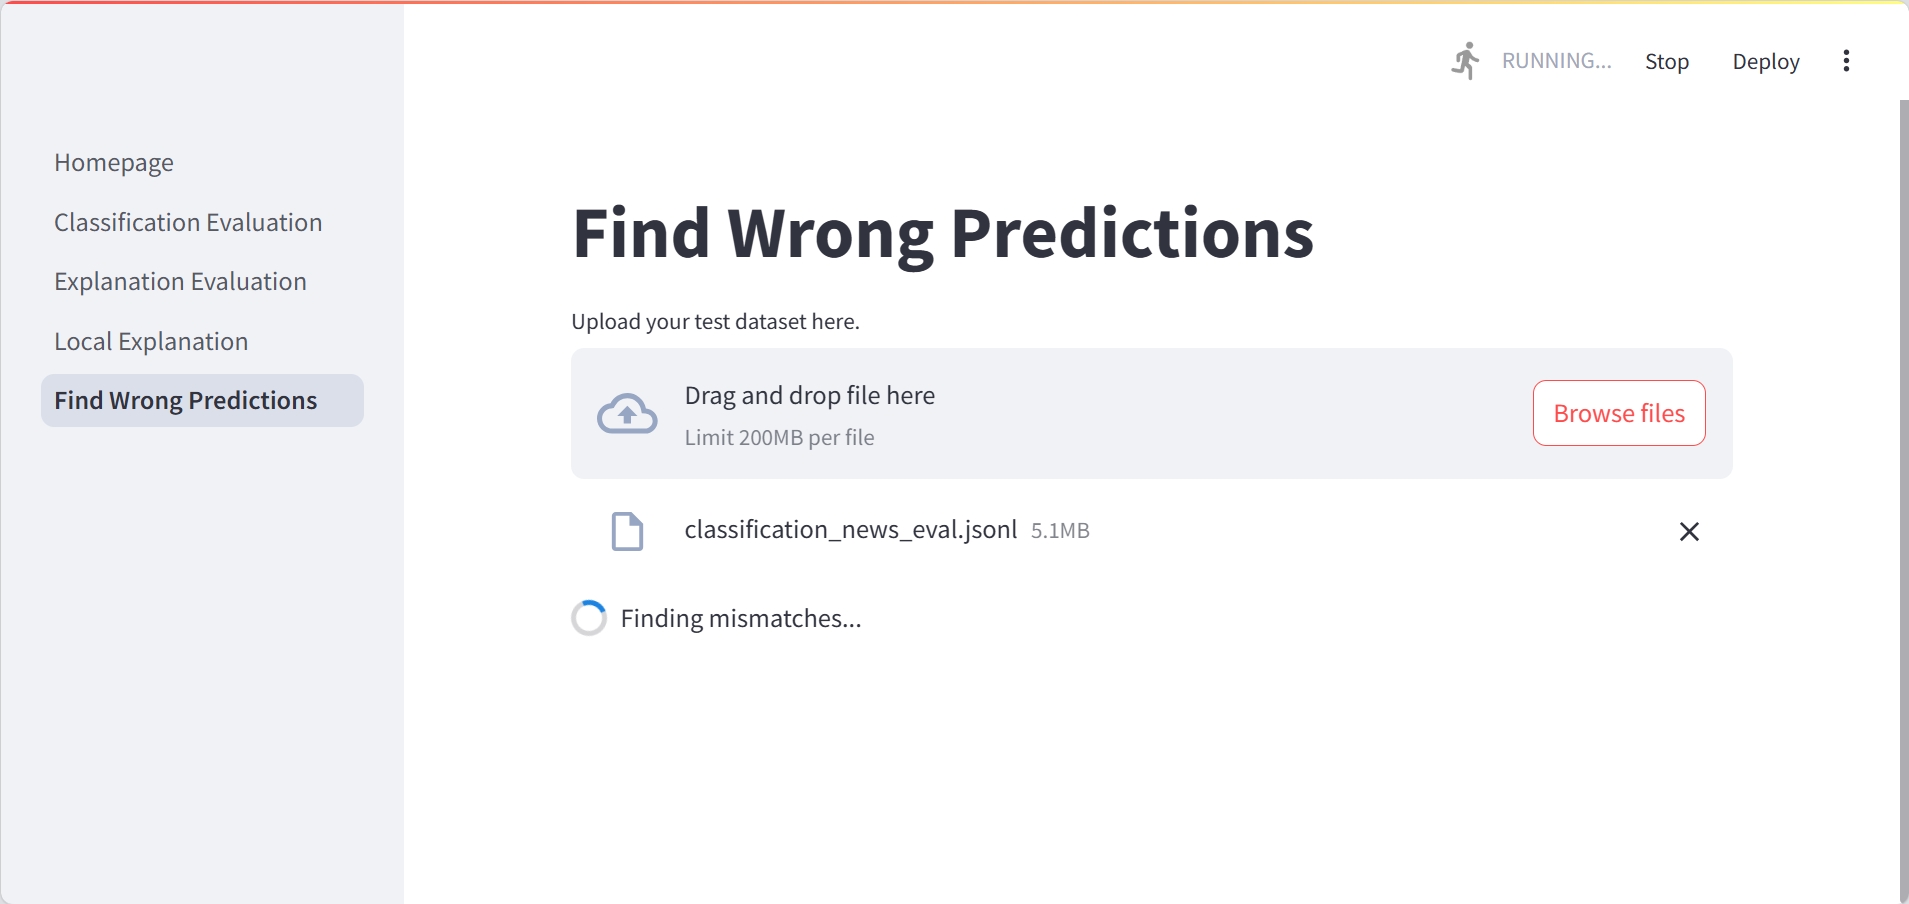 RUNNING...
Stop
Deploy
Homepage
Classification Evaluation
Explanation Evaluation
Local Explanation
Find Wrong Predictions
Find Wrong Predictions
Upload your test dataset here.
Drag and drop file here
Limit 200MB per file
Browse files
classification_news_eval.jsonl 5.1MB
Finding mismatches...